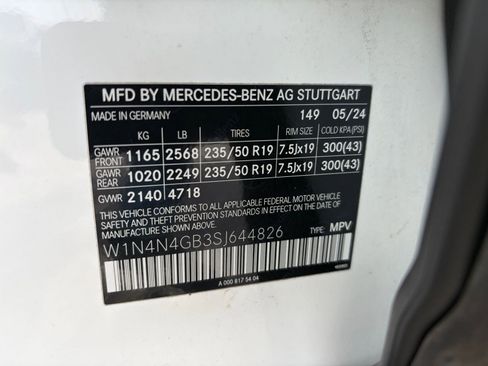 MFD BY MERCEDES-BENZ AG STUTTGART
MADE IN GERMANY 149 05/24
KG LB TIRES RIM SIZE COLD KPA (PSI)
GAWR FRONT 1165 2568 235/50 R19 7.5Jx19 300(43)
GAWR REAR 1020 2249 235/50 R19 7.5Jx19 300(43)
GVWR 2140 4718
THIS VEHICLE CONFORMS TO ALL APPLICABLE FEDERAL MOTOR VEHICLE
SAFETY AND THEFT PREVENTION STANDARDS IN EFFECT ON THE DATE OF
MANUFACTURE SHOWN ABOVE.
W1N4N4GB3SJ644826 TYPE: MPV
A 000 817 54 04